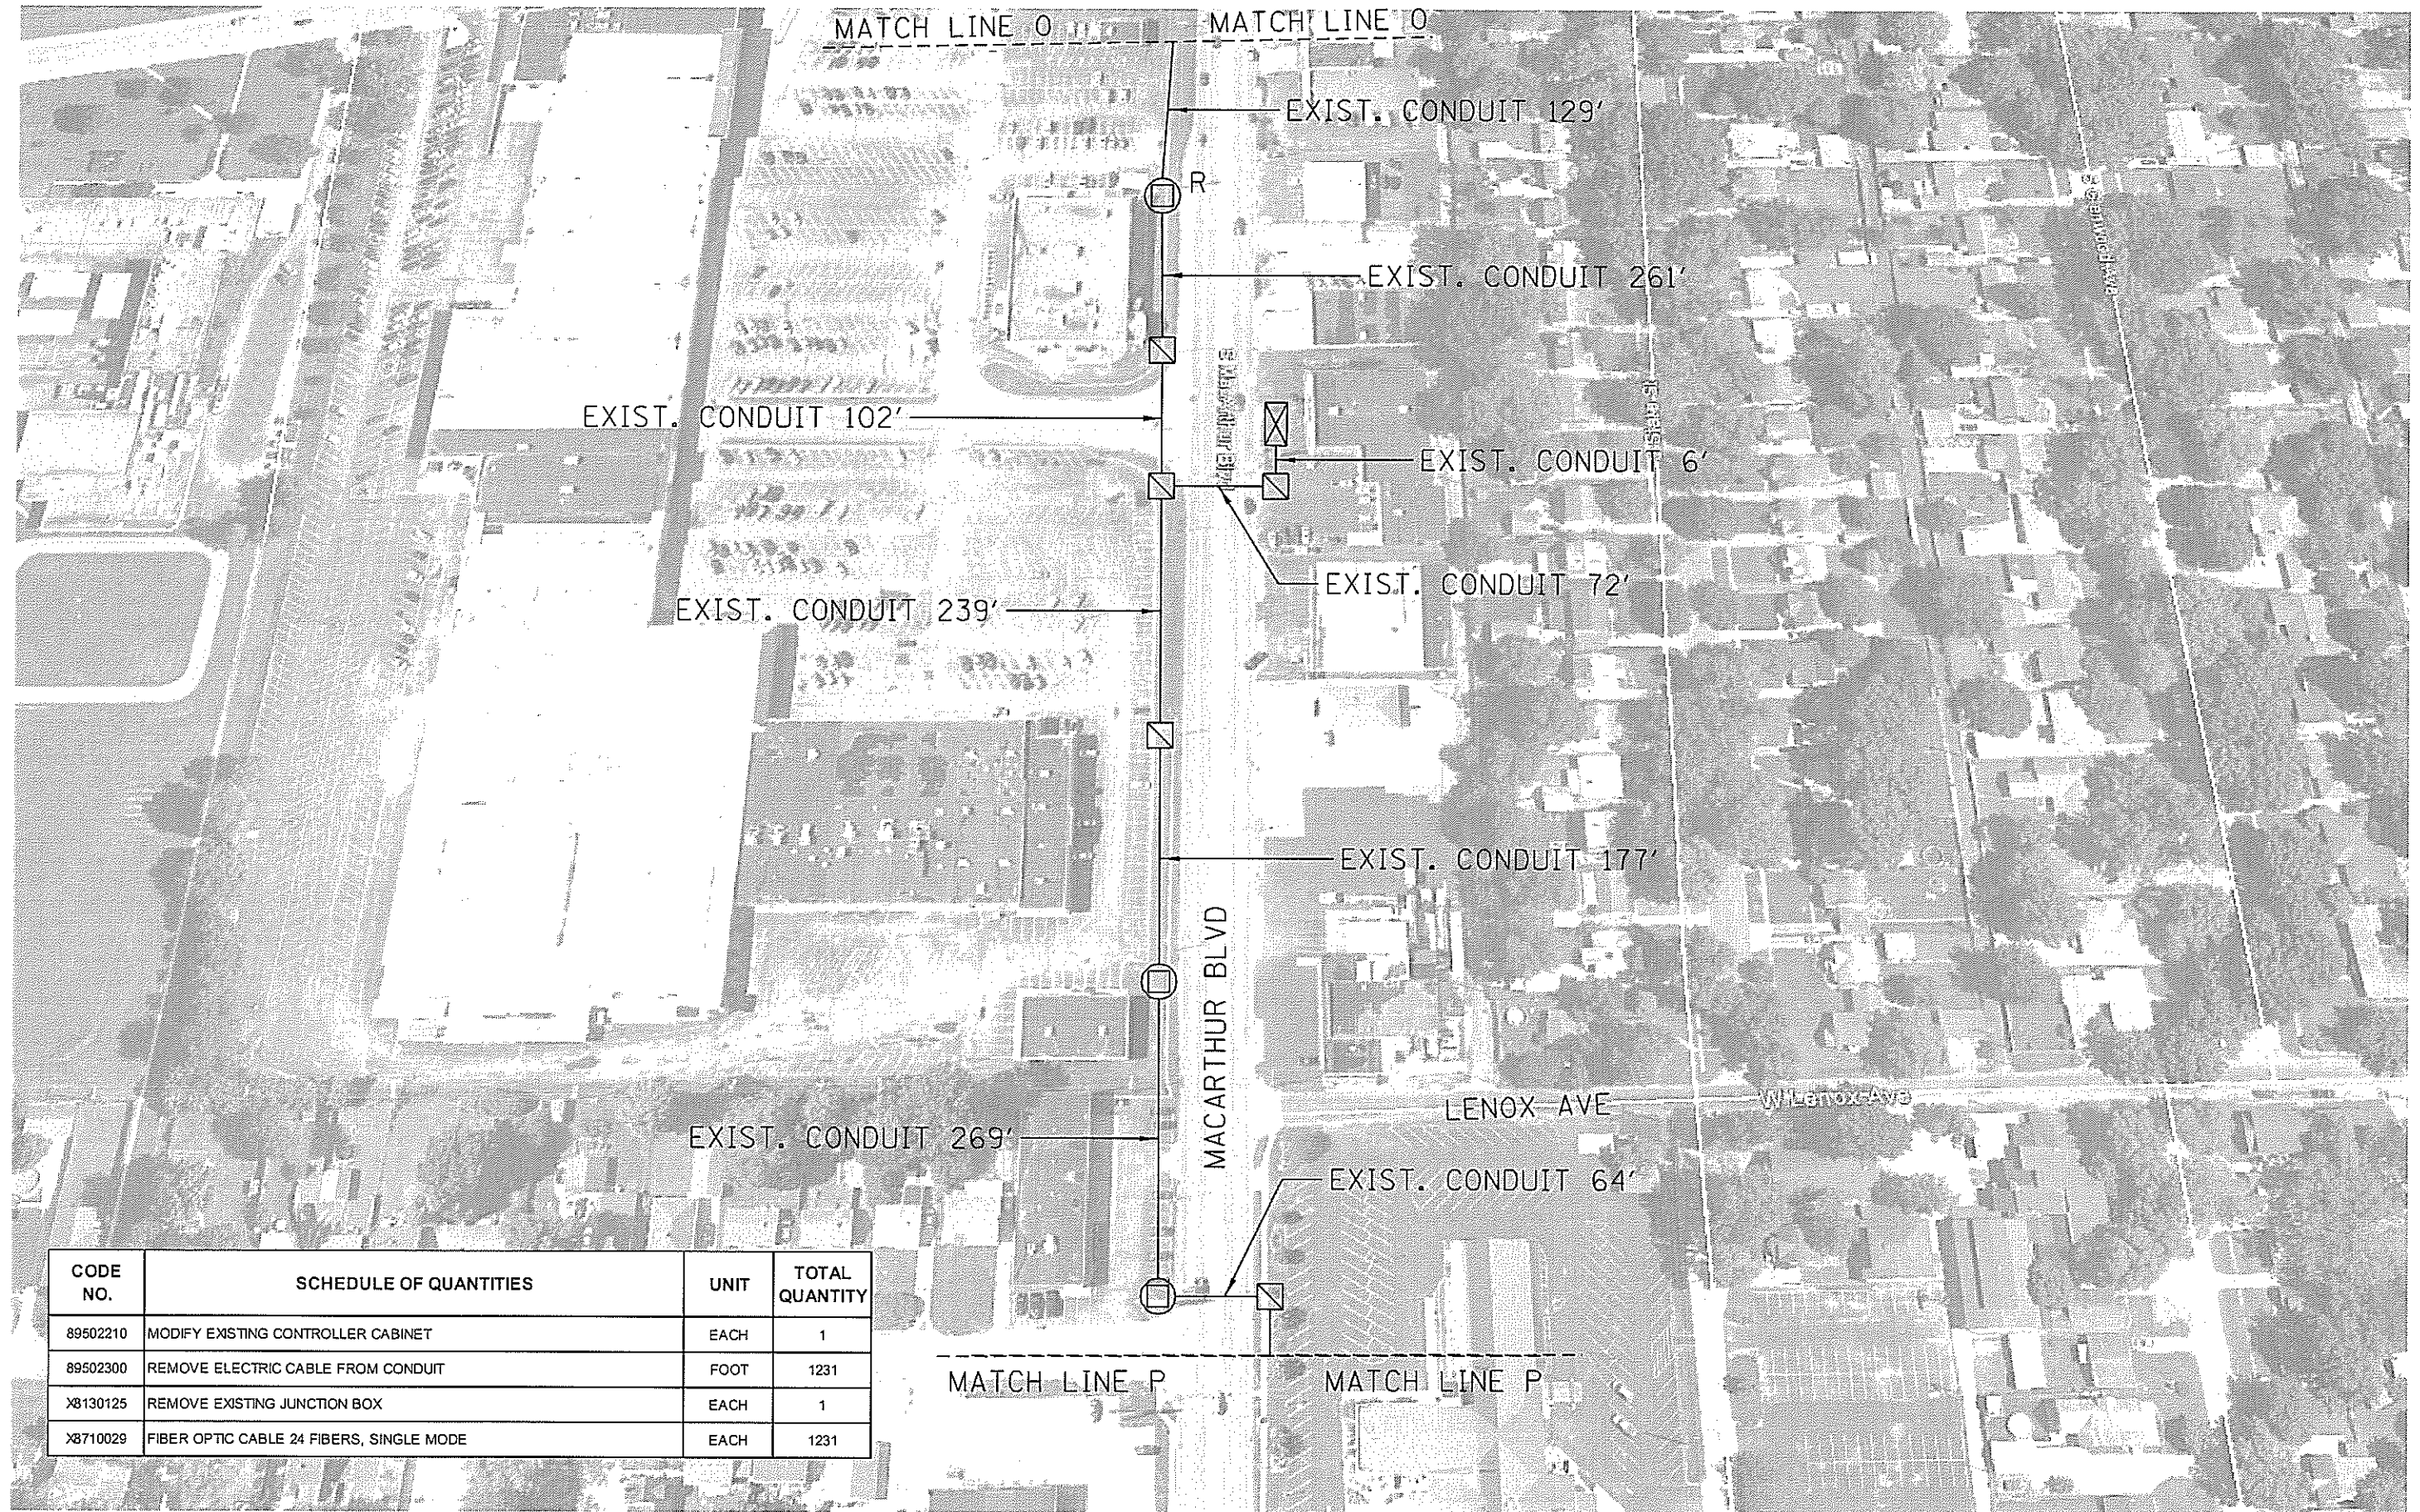 MATCH LINE O MATCH LINE O
EXIST. CONDUIT 129'
R
EXIST. CONDUIT 261'
S MacArthur Blvd
EXIST. CONDUIT 102'
S State St
EXIST. CONDUIT 6'
EXIST. CONDUIT 72'
EXIST. CONDUIT 239'
EXIST. CONDUIT 177'
MACARTHUR BLVD
LENOX AVE W Lenox Ave
EXIST. CONDUIT 269'
EXIST. CONDUIT 64'
CODE NO. SCHEDULE OF QUANTITIES UNIT TOTAL QUANTITY
89502210 MODIFY EXISTING CONTROLLER CABINET EACH 1
89502300 REMOVE ELECTRIC CABLE FROM CONDUIT FOOT 1231
X8130125 REMOVE EXISTING JUNCTION BOX EACH 1
X8710029 FIBER OPTIC CABLE 24 FIBERS, SINGLE MODE EACH 1231
MATCH LINE P MATCH LINE P